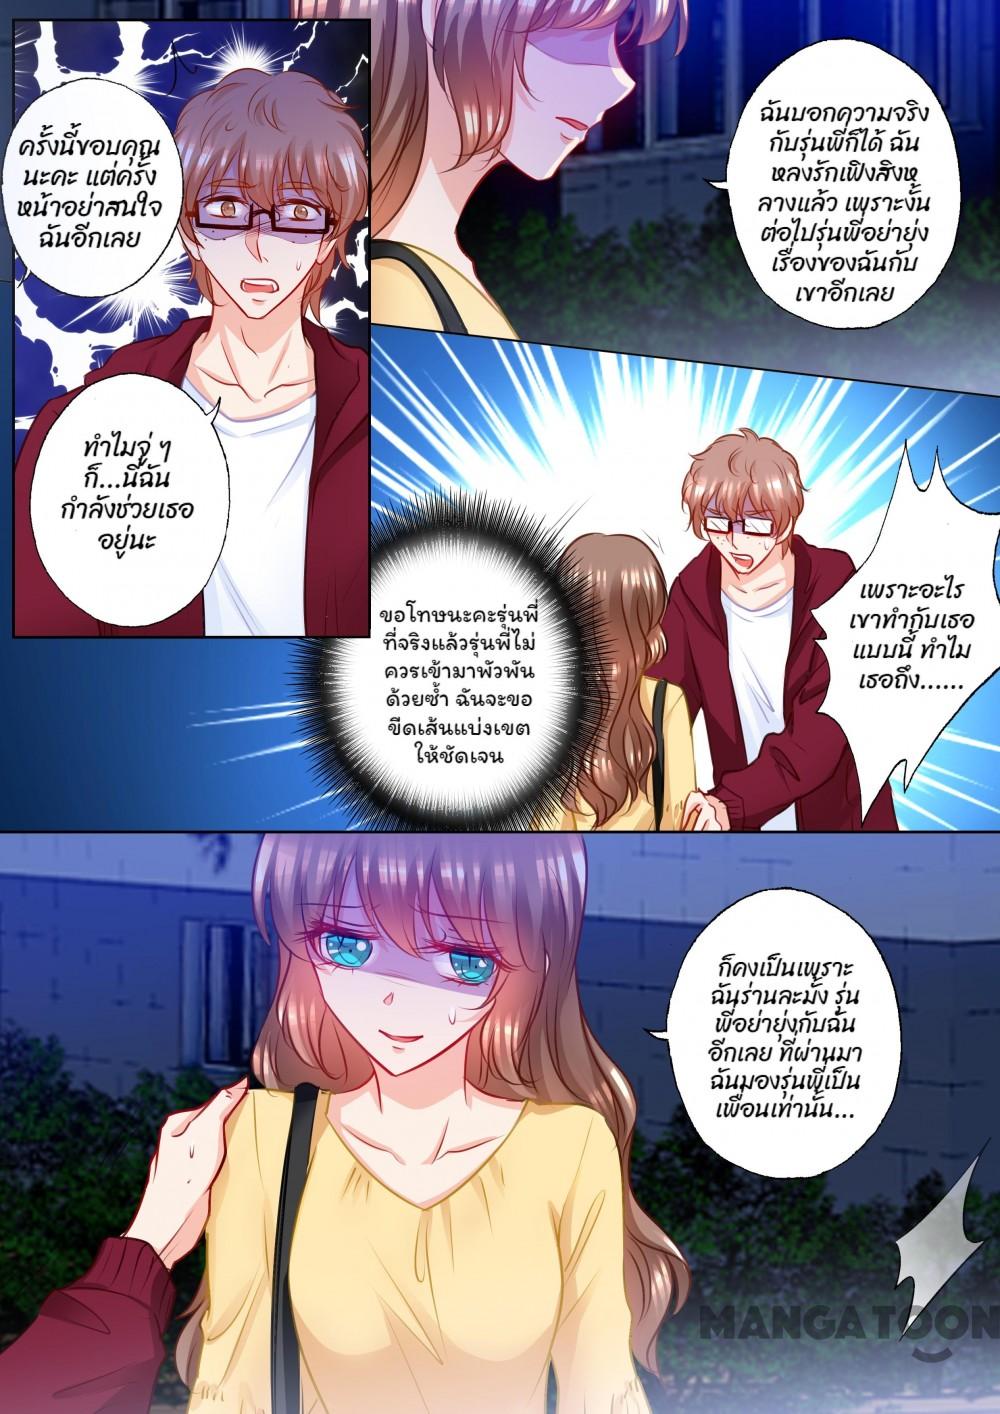 ครั้งนี้ขอบคุณ
นะคะ แต่ครั้ง
หน้าอย่าสนใจ
ฉันอีกเลย
ทำไมจู่ ๆ
ก็...นี่ฉัน
กำลังช่วยเธอ
อยู่นะ
ฉันบอกความจริง
กับรุ่นพี่ก็ได้ ฉัน
หลงรักเฟิงสิงห
ลางแล้ว เพราะงั้น
ต่อไปรุ่นพี่อย่ายุ่ง
เรื่องของฉันกับ
เขาอีกเลย
เพราะอะไร
เขาทำกับเธอ
แบบนี้ ทำไม
เธอถึง......
ขอโทษนะคะรุ่นพี่
ที่จริงแล้วรุ่นพี่ไม่
ควรเข้ามาพัวพัน
ด้วยซ้ำ ฉันจะขอ
ขีดเส้นแบ่งเขต
ให้ชัดเจน
ก็คงเป็นเพราะ
ฉันร่านละมั้ง รุ่น
พี่อย่ายุ่งกับฉัน
อีกเลย ที่ผ่านมา
ฉันมองรุ่นพี่เป็น
เพื่อนเท่านั้น...
MANGATOON